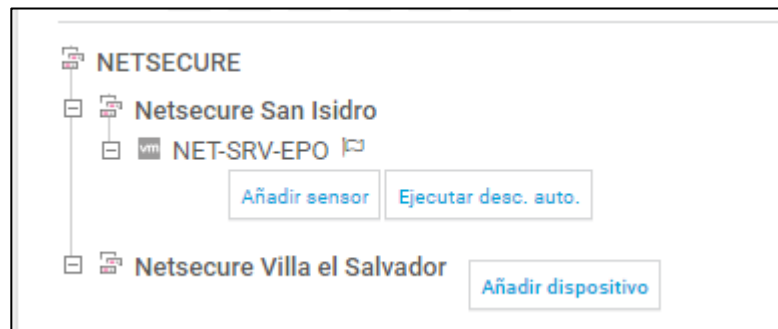 NETSECURE
Netsecure San Isidro
vm NET-SRV-EPO
Añadir sensor Ejecutar desc. auto.
Netsecure Villa el Salvador Añadir dispositivo